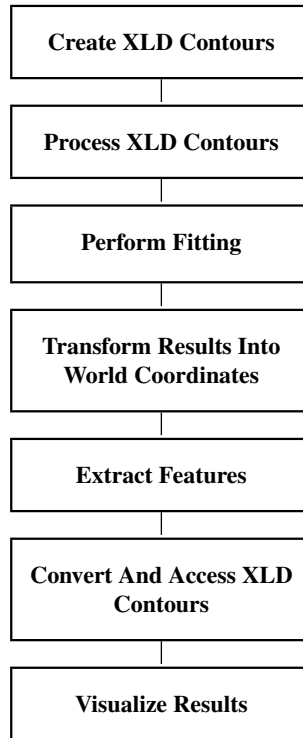 Create XLD Contours
Process XLD Contours
Perform Fitting
Transform Results Into
World Coordinates
Extract Features
Convert And Access XLD
Contours
Visualize Results